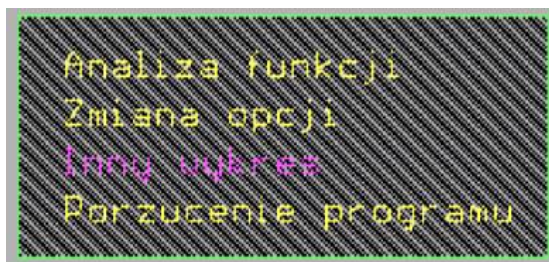 Analiza funkcji
Zmiana opcji
Inny wykres
Porzucenie programu